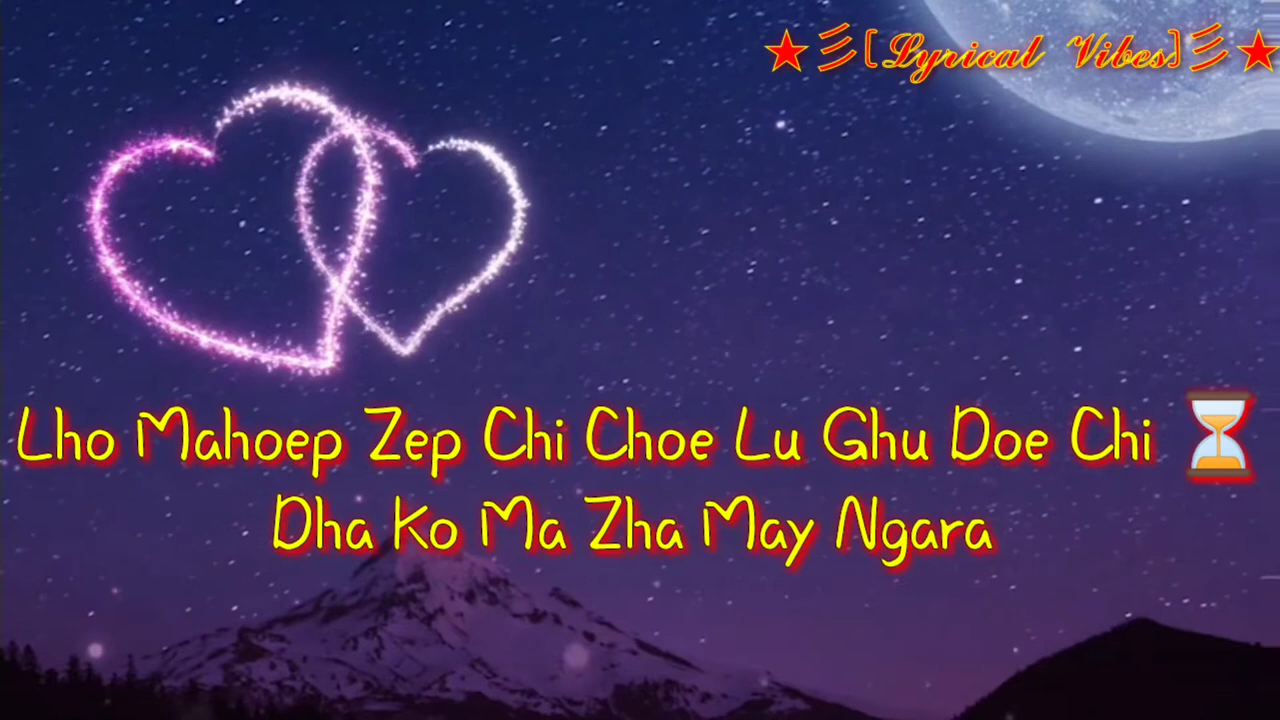 ★彡[Lyrical Vibes]彡★
Lho Mahoep Zep Chi Choe Lu Ghu Doe Chi ⏳
Dha Ko Ma Zha May Ngara